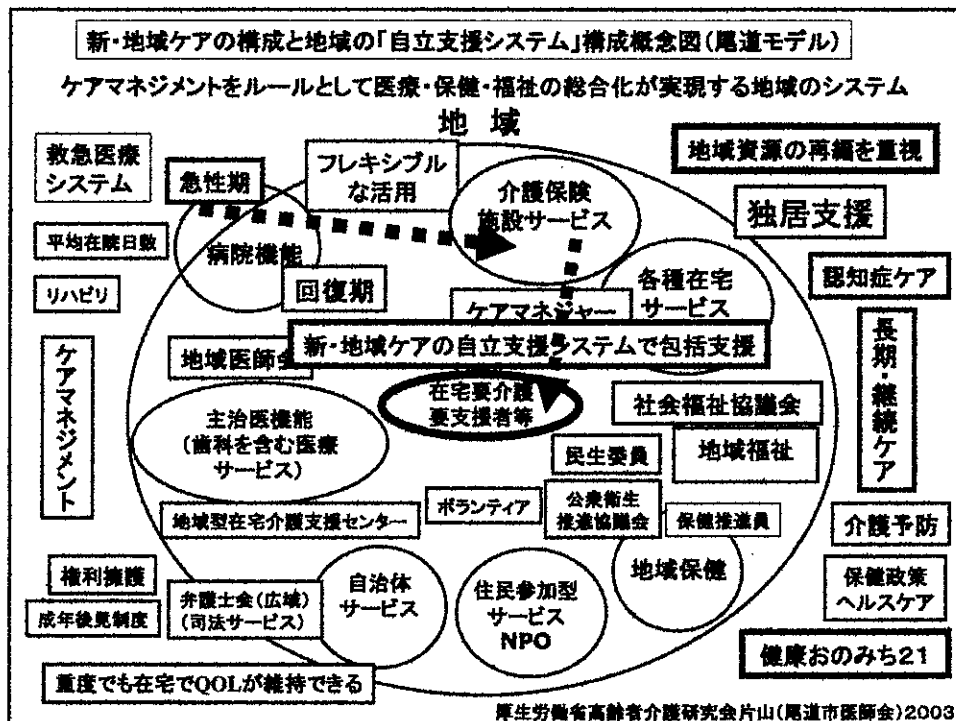 新・地域ケアの構成と地域の「自立支援システム」構成概念図(尾道モデル)
ケアマネジメントをルールとして医療・保健・福祉の総合化が実現する地域のシステム
地 域
救急医療
システム
急性期
フレキシブル
な活用
介護保険
施設サービス
地域資源の再編を重視
独居支援
平均在院日数
病院機能
各種在宅
サービス
認知症ケア
リハビリ
回復期
ケアマネジャー
新・地域ケアの自立支援システムで包括支援
地域医師会
ケアマネジメント
長期・継続ケア
在宅要介護
要支援者等
主治医機能
(歯科を含む医療
サービス)
社会福祉協議会
地域福祉
民生委員
ボランティア
公衆衛生
推進協議会
保健推進員
地域型在宅介護支援センター
介護予防
権利擁護
成年後見制度
弁護士会(広域)
(司法サービス)
自治体
サービス
住民参加型
サービス
NPO
地域保健
保健政策
ヘルスケア
健康おのみち21
重度でも在宅でQOLが維持できる
厚生労働省高齢者介護研究会片山(尾道市医師会)2003